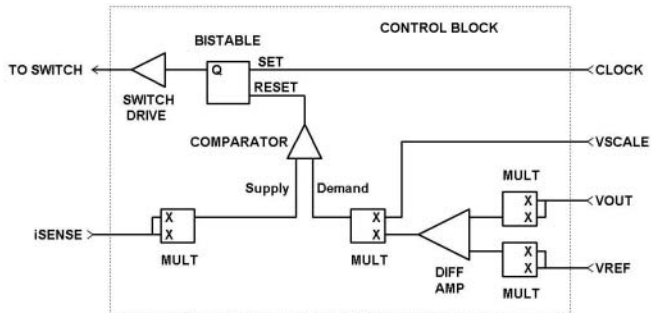 CONTROL BLOCK
BISTABLE
TO SWITCH
Q
SET
CLOCK
RESET
SWITCH
DRIVE
COMPARATOR
VSCALE
MULT
Supply
Demand
X
X
VOUT
X
X
X
X
iSENSE
MULT
MULT
DIFF
AMP
X
X
VREF
MULT